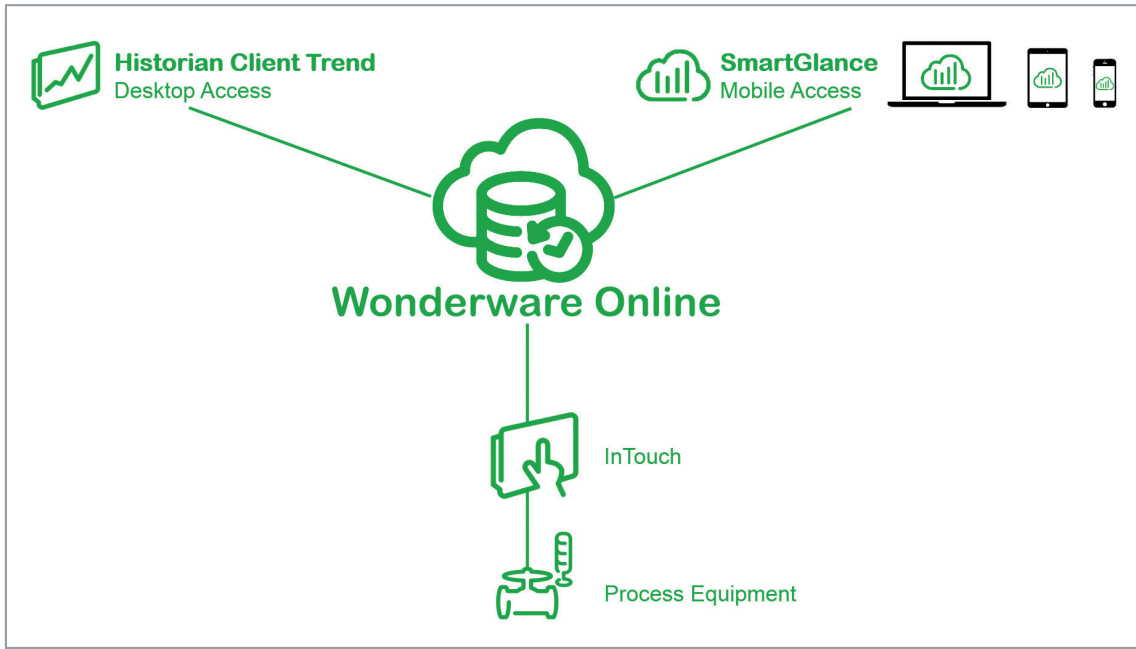 Historian Client Trend
Desktop Access
SmartGlance
Mobile Access
Wonderware Online
InTouch
Process Equipment